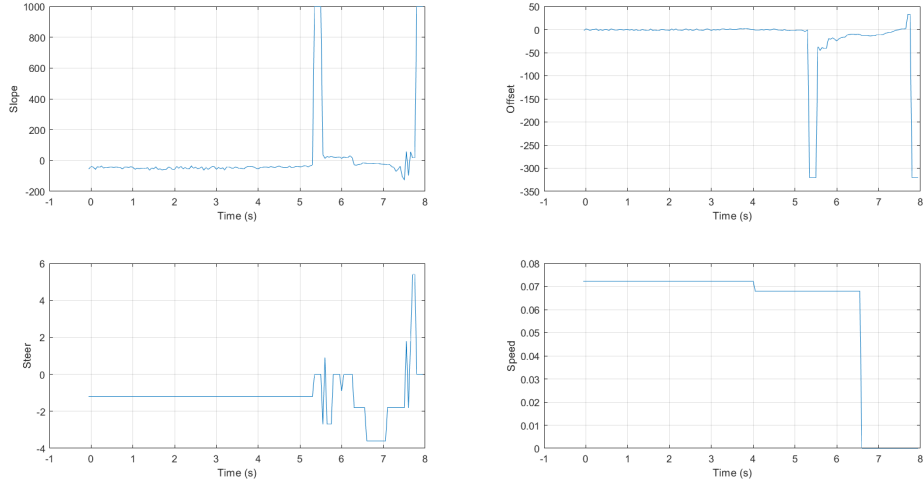 1000
800
600
400
200
0
-200
Slope
-1 0 1 2 3 4 5 6 7 8
Time (s)
50
0
-50
-100
-150
-200
-250
-300
-350
Offset
-1 0 1 2 3 4 5 6 7 8
Time (s)
6
4
2
0
-2
-4
Steer
-1 0 1 2 3 4 5 6 7 8
Time (s)
0.08
0.07
0.06
0.05
0.04
0.03
0.02
0.01
0
Speed
-1 0 1 2 3 4 5 6 7 8
Time (s)